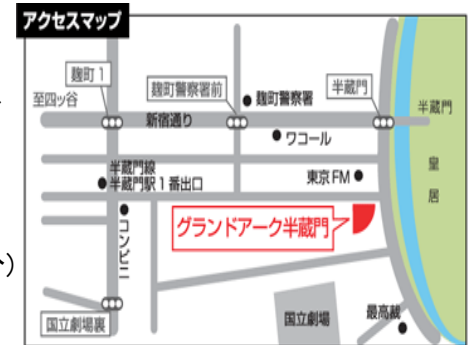 アクセスマップ
麹町1
麹町警察署前
半蔵門
至四ッ谷
麹町警察署
半蔵門
新宿通り
ワコール
半蔵門線
半蔵門駅1番出口
東京FM
皇居
コンビニ
グランドアーク半蔵門
国立劇場裏
国立劇場
最高裁